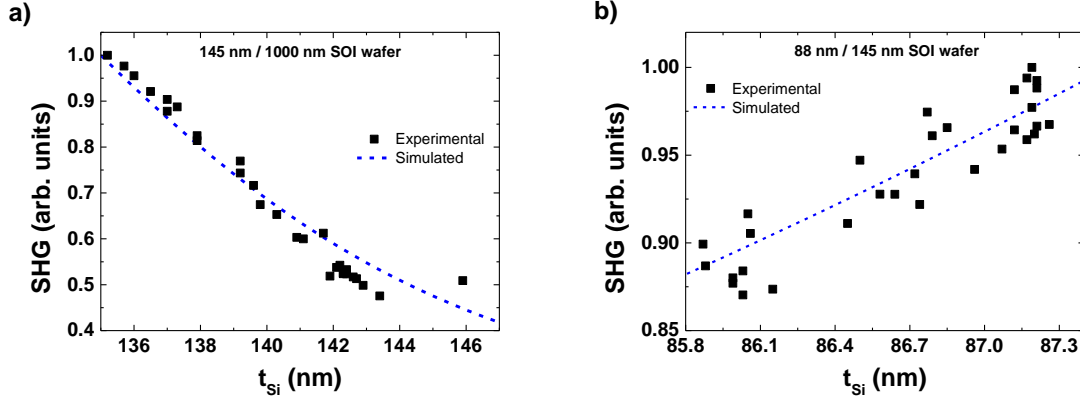 a)
145 nm / 1000 nm SOI wafer
Experimental
Simulated
SHG (arb. units)
1.0
0.9
0.8
0.7
0.6
0.5
0.4
136 138 140 142 144 146
t_Si (nm)
b)
88 nm / 145 nm SOI wafer
Experimental
Simulated
SHG (arb. units)
1.00
0.95
0.90
0.85
85.8 86.1 86.4 86.7 87.0 87.3
t_Si (nm)